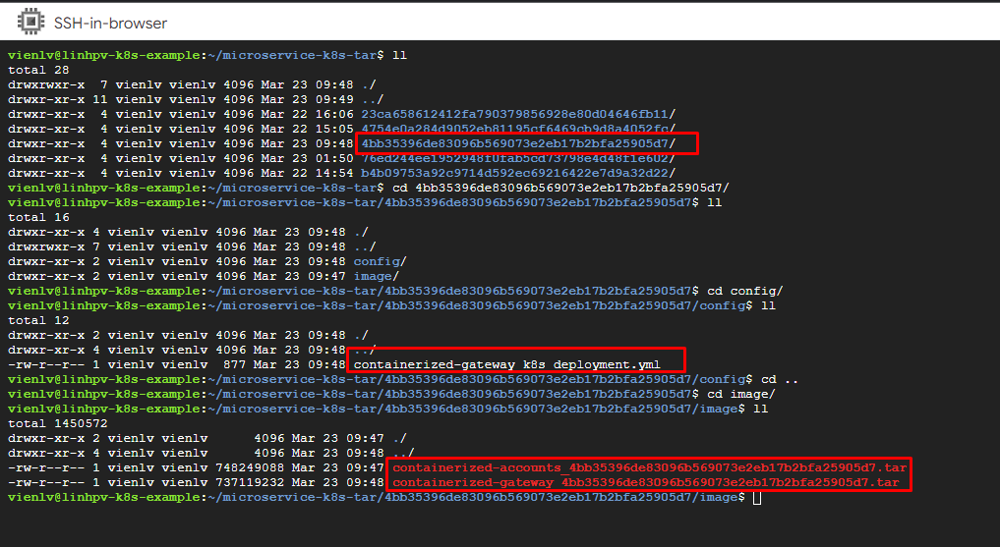 SSH-in-browser
vienlv@linhpv-k8s-example:~/microservice-k8s-tar$ ll
total 28
drwxrwxr-x  7 vienlv vienlv 4096 Mar 23 09:48 ./
drwxr-xr-x 11 vienlv vienlv 4096 Mar 23 09:49 ../
drwxr-xr-x  4 vienlv vienlv 4096 Mar 22 16:06 23ca658612412fa790379856928e80d04646fb11/
drwxr-xr-x  4 vienlv vienlv 4096 Mar 22 15:05 4754e0a284d9052eb81195cf6469cb9d8a4052fc/
drwxr-xr-x  4 vienlv vienlv 4096 Mar 23 09:48 4bb35396de83096b569073e2eb17b2bfa25905d7/
drwxr-xr-x  4 vienlv vienlv 4096 Mar 23 01:50 76ed244ee1952948f0fab5cd73798e4d48f1e602/
drwxr-xr-x  4 vienlv vienlv 4096 Mar 22 14:54 b4b09753a92c9714d592ec69216422e7d9a32d22/
vienlv@linhpv-k8s-example:~/microservice-k8s-tar$ cd 4bb35396de83096b569073e2eb17b2bfa25905d7/
vienlv@linhpv-k8s-example:~/microservice-k8s-tar/4bb35396de83096b569073e2eb17b2bfa25905d7$ ll
total 16
drwxr-xr-x 4 vienlv vienlv 4096 Mar 23 09:48 ./
drwxrwxr-x 7 vienlv vienlv 4096 Mar 23 09:48 ../
drwxr-xr-x 2 vienlv vienlv 4096 Mar 23 09:48 config/
drwxr-xr-x 2 vienlv vienlv 4096 Mar 23 09:47 image/
vienlv@linhpv-k8s-example:~/microservice-k8s-tar/4bb35396de83096b569073e2eb17b2bfa25905d7$ cd config/
vienlv@linhpv-k8s-example:~/microservice-k8s-tar/4bb35396de83096b569073e2eb17b2bfa25905d7/config$ ll
total 12
drwxr-xr-x 2 vienlv vienlv 4096 Mar 23 09:48 ./
drwxr-xr-x 4 vienlv vienlv 4096 Mar 23 09:48 ../
-rw-r--r-- 1 vienlv vienlv  877 Mar 23 09:48 containerized-gateway_k8s_deployment.yml
vienlv@linhpv-k8s-example:~/microservice-k8s-tar/4bb35396de83096b569073e2eb17b2bfa25905d7/config$ cd ..
vienlv@linhpv-k8s-example:~/microservice-k8s-tar/4bb35396de83096b569073e2eb17b2bfa25905d7$ cd image/
vienlv@linhpv-k8s-example:~/microservice-k8s-tar/4bb35396de83096b569073e2eb17b2bfa25905d7/image$ ll
total 1450572
drwxr-xr-x 2 vienlv vienlv      4096 Mar 23 09:47 ./
drwxr-xr-x 4 vienlv vienlv      4096 Mar 23 09:48 ../
-rw-r--r-- 1 vienlv vienlv 748249088 Mar 23 09:47 containerized-accounts_4bb35396de83096b569073e2eb17b2bfa25905d7.tar
-rw-r--r-- 1 vienlv vienlv 737119232 Mar 23 09:48 containerized-gateway_4bb35396de83096b569073e2eb17b2bfa25905d7.tar
vienlv@linhpv-k8s-example:~/microservice-k8s-tar/4bb35396de83096b569073e2eb17b2bfa25905d7/image$